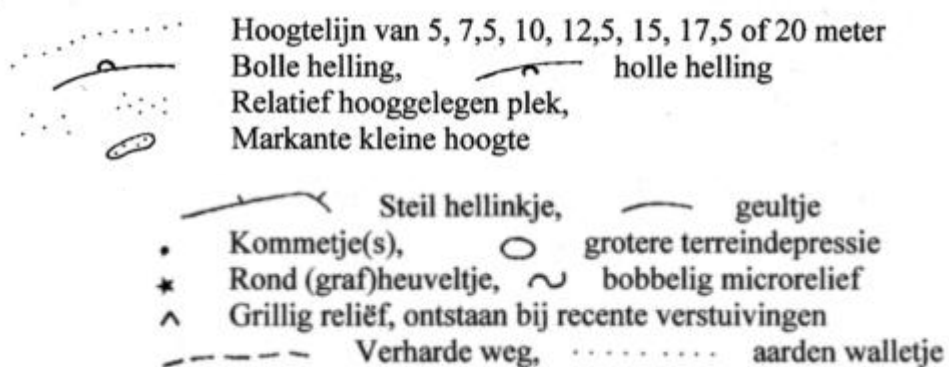 Hoogtelijn van 5, 7,5, 10, 12,5, 15, 17,5 of 20 meter
Bolle helling, holle helling
Relatief hooggelegen plek,
Markante kleine hoogte
Steil hellinkje, geultje
Kommetje(s), grotere terreindepressie
Rond (graf)heuveltje, bobbelig microrelief
Grillig reliëf, ontstaan bij recente verstuivingen
Verharde weg, aarden walletje